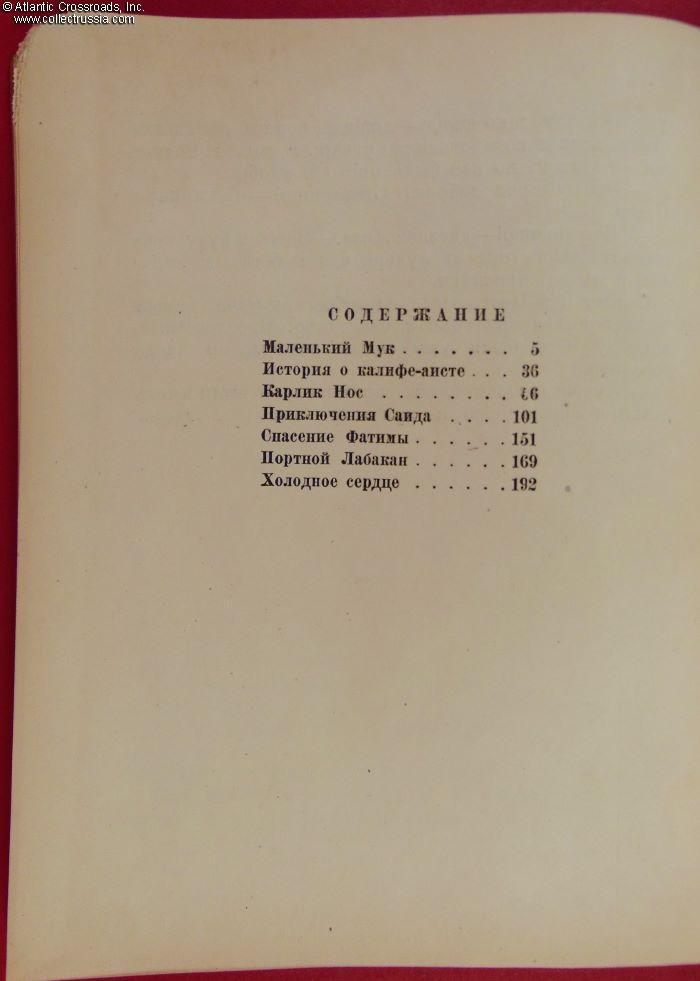 © Atlantic Crossroads, Inc.
www.collectrussia.com
СОДЕРЖАНИЕ
Маленький Мук . . . . . . . 5
История о калифе-аисте . . . 36
Карлик Нос . . . . . . . . 46
Приключения Саида . . . . 101
Спасение Фатимы . . . . . . 151
Портной Лабакан . . . . . . 169
Холодное сердце . . . . . . 192